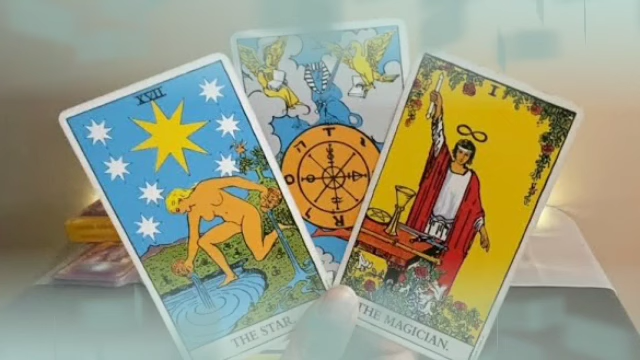 XVII
I
THE STAR.
THE MAGICIAN.